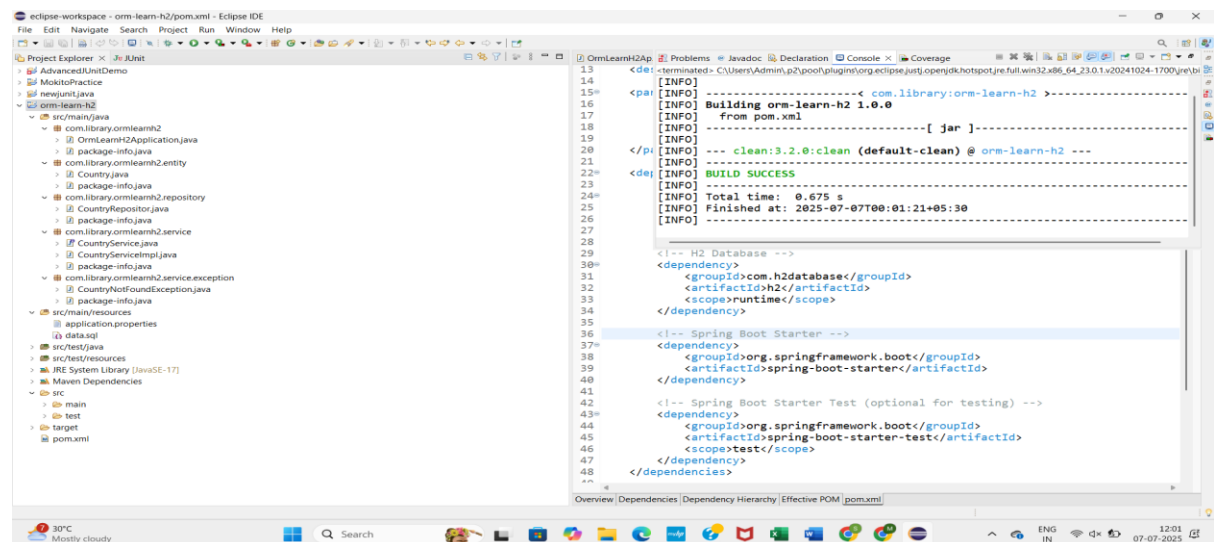 eclipse-workspace - orm-learn-h2/pom.xml - Eclipse IDE
File Edit Navigate Search Project Run Window Help
Project Explorer × JUnit
AdvancedJUnitDemo
MokitoPractice
newjunit.java
orm-learn-h2
src/main/java
com.library.ormlearnh2
OrmLearnH2Application.java
package-info.java
com.library.ormlearnh2.entity
Country.java
package-info.java
com.library.ormlearnh2.repository
CountryRepositor.java
package-info.java
com.library.ormlearnh2.service
CountryService.java
CountryServiceImpl.java
package-info.java
com.library.ormlearnh2.service.exception
CountryNotFoundException.java
package-info.java
src/main/resources
application.properties
data.sql
src/test/java
src/test/resources
JRE System Library [JavaSE-17]
Maven Dependencies
src
main
test
target
pom.xml
OrmLearnH2Ap Problems Javadoc Declaration Console × Coverage
<terminated> C:\Users\Admin\.p2\pool\plugins\org.eclipse.justj.openjdk.hotspot.jre.full.win32.x86_64_23.0.1.v20241024-1700\jre\bi
13 <de
14 [INFO]
15 <pa [INFO] -------------------< com.library:orm-learn-h2 >-------------------
16 [INFO] Building orm-learn-h2 1.0.0
17 [INFO] from pom.xml
18 [INFO] --------------------------------[ jar ]---------------------------------
19 [INFO]
20 </pa [INFO] --- clean:3.2.0:clean (default-clean) @ orm-learn-h2 ---
21 [INFO] ------------------------------------------------------------------------
22 <dep [INFO] BUILD SUCCESS
23 [INFO] ------------------------------------------------------------------------
24 [INFO] Total time: 0.675 s
25 [INFO] Finished at: 2025-07-07T00:01:21+05:30
26 [INFO] ------------------------------------------------------------------------
27
28
29 <!-- H2 Database -->
30 <dependency>
31 <groupId>com.h2database</groupId>
32 <artifactId>h2</artifactId>
33 <scope>runtime</scope>
34 </dependency>
35
36 <!-- Spring Boot Starter -->
37 <dependency>
38 <groupId>org.springframework.boot</groupId>
39 <artifactId>spring-boot-starter</artifactId>
40 </dependency>
41
42 <!-- Spring Boot Starter Test (optional for testing) -->
43 <dependency>
44 <groupId>org.springframework.boot</groupId>
45 <artifactId>spring-boot-starter-test</artifactId>
46 <scope>test</scope>
47 </dependency>
48 </dependencies>
Overview Dependencies Dependency Hierarchy Effective POM pom.xml
7 30°C
Mostly cloudy
Search
ENG
IN
12:01
07-07-2025